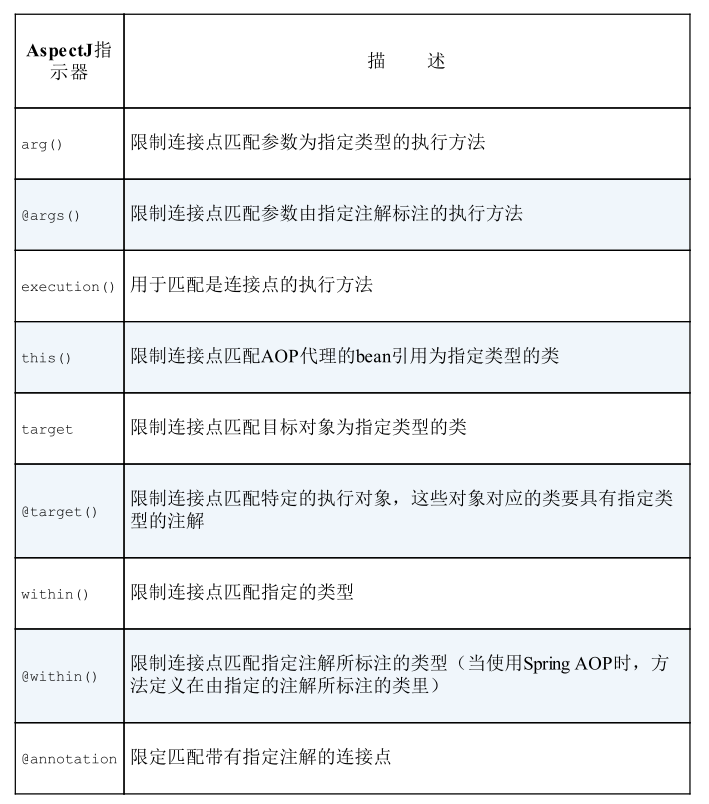 AspectJ指
示器
描 述
arg()
限制连接点匹配参数为指定类型的执行方法
@args()
限制连接点匹配参数由指定注解标注的执行方法
execution()
用于匹配是连接点的执行方法
this()
限制连接点匹配AOP代理的bean引用为指定类型的类
target
限制连接点匹配目标对象为指定类型的类
@target()
限制连接点匹配特定的执行对象，这些对象对应的类要具有指定类
型的注解
within()
限制连接点匹配指定的类型
@within()
限制连接点匹配指定注解所标注的类型（当使用Spring AOP时，方
法定义在由指定的注解所标注的类里）
@annotation
限定匹配带有指定注解的连接点